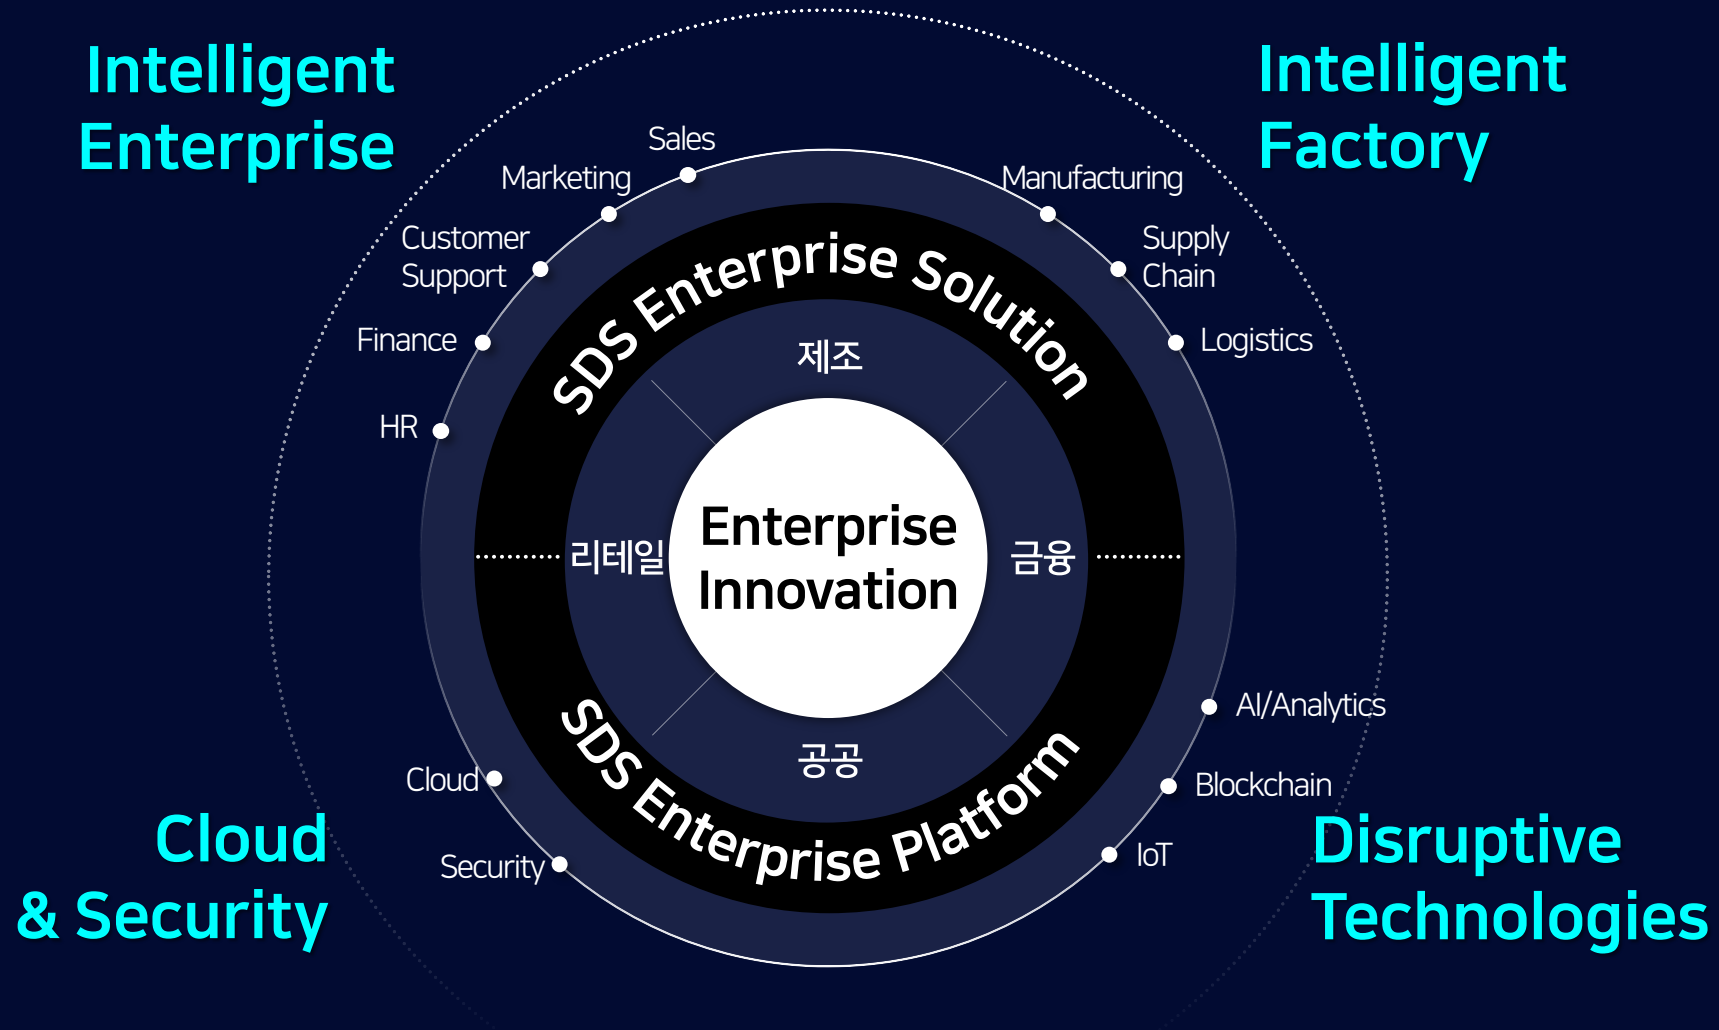 Intelligent
Enterprise
Intelligent
Factory
Sales
Marketing
Customer
Support
Finance
HR
Manufacturing
Supply
Chain
Logistics
SDS Enterprise Solution
제조
리테일
Enterprise
Innovation
금융
공공
SDS Enterprise Platform
Cloud
Security
AI/Analytics
Blockchain
IoT
Cloud
& Security
Disruptive
Technologies